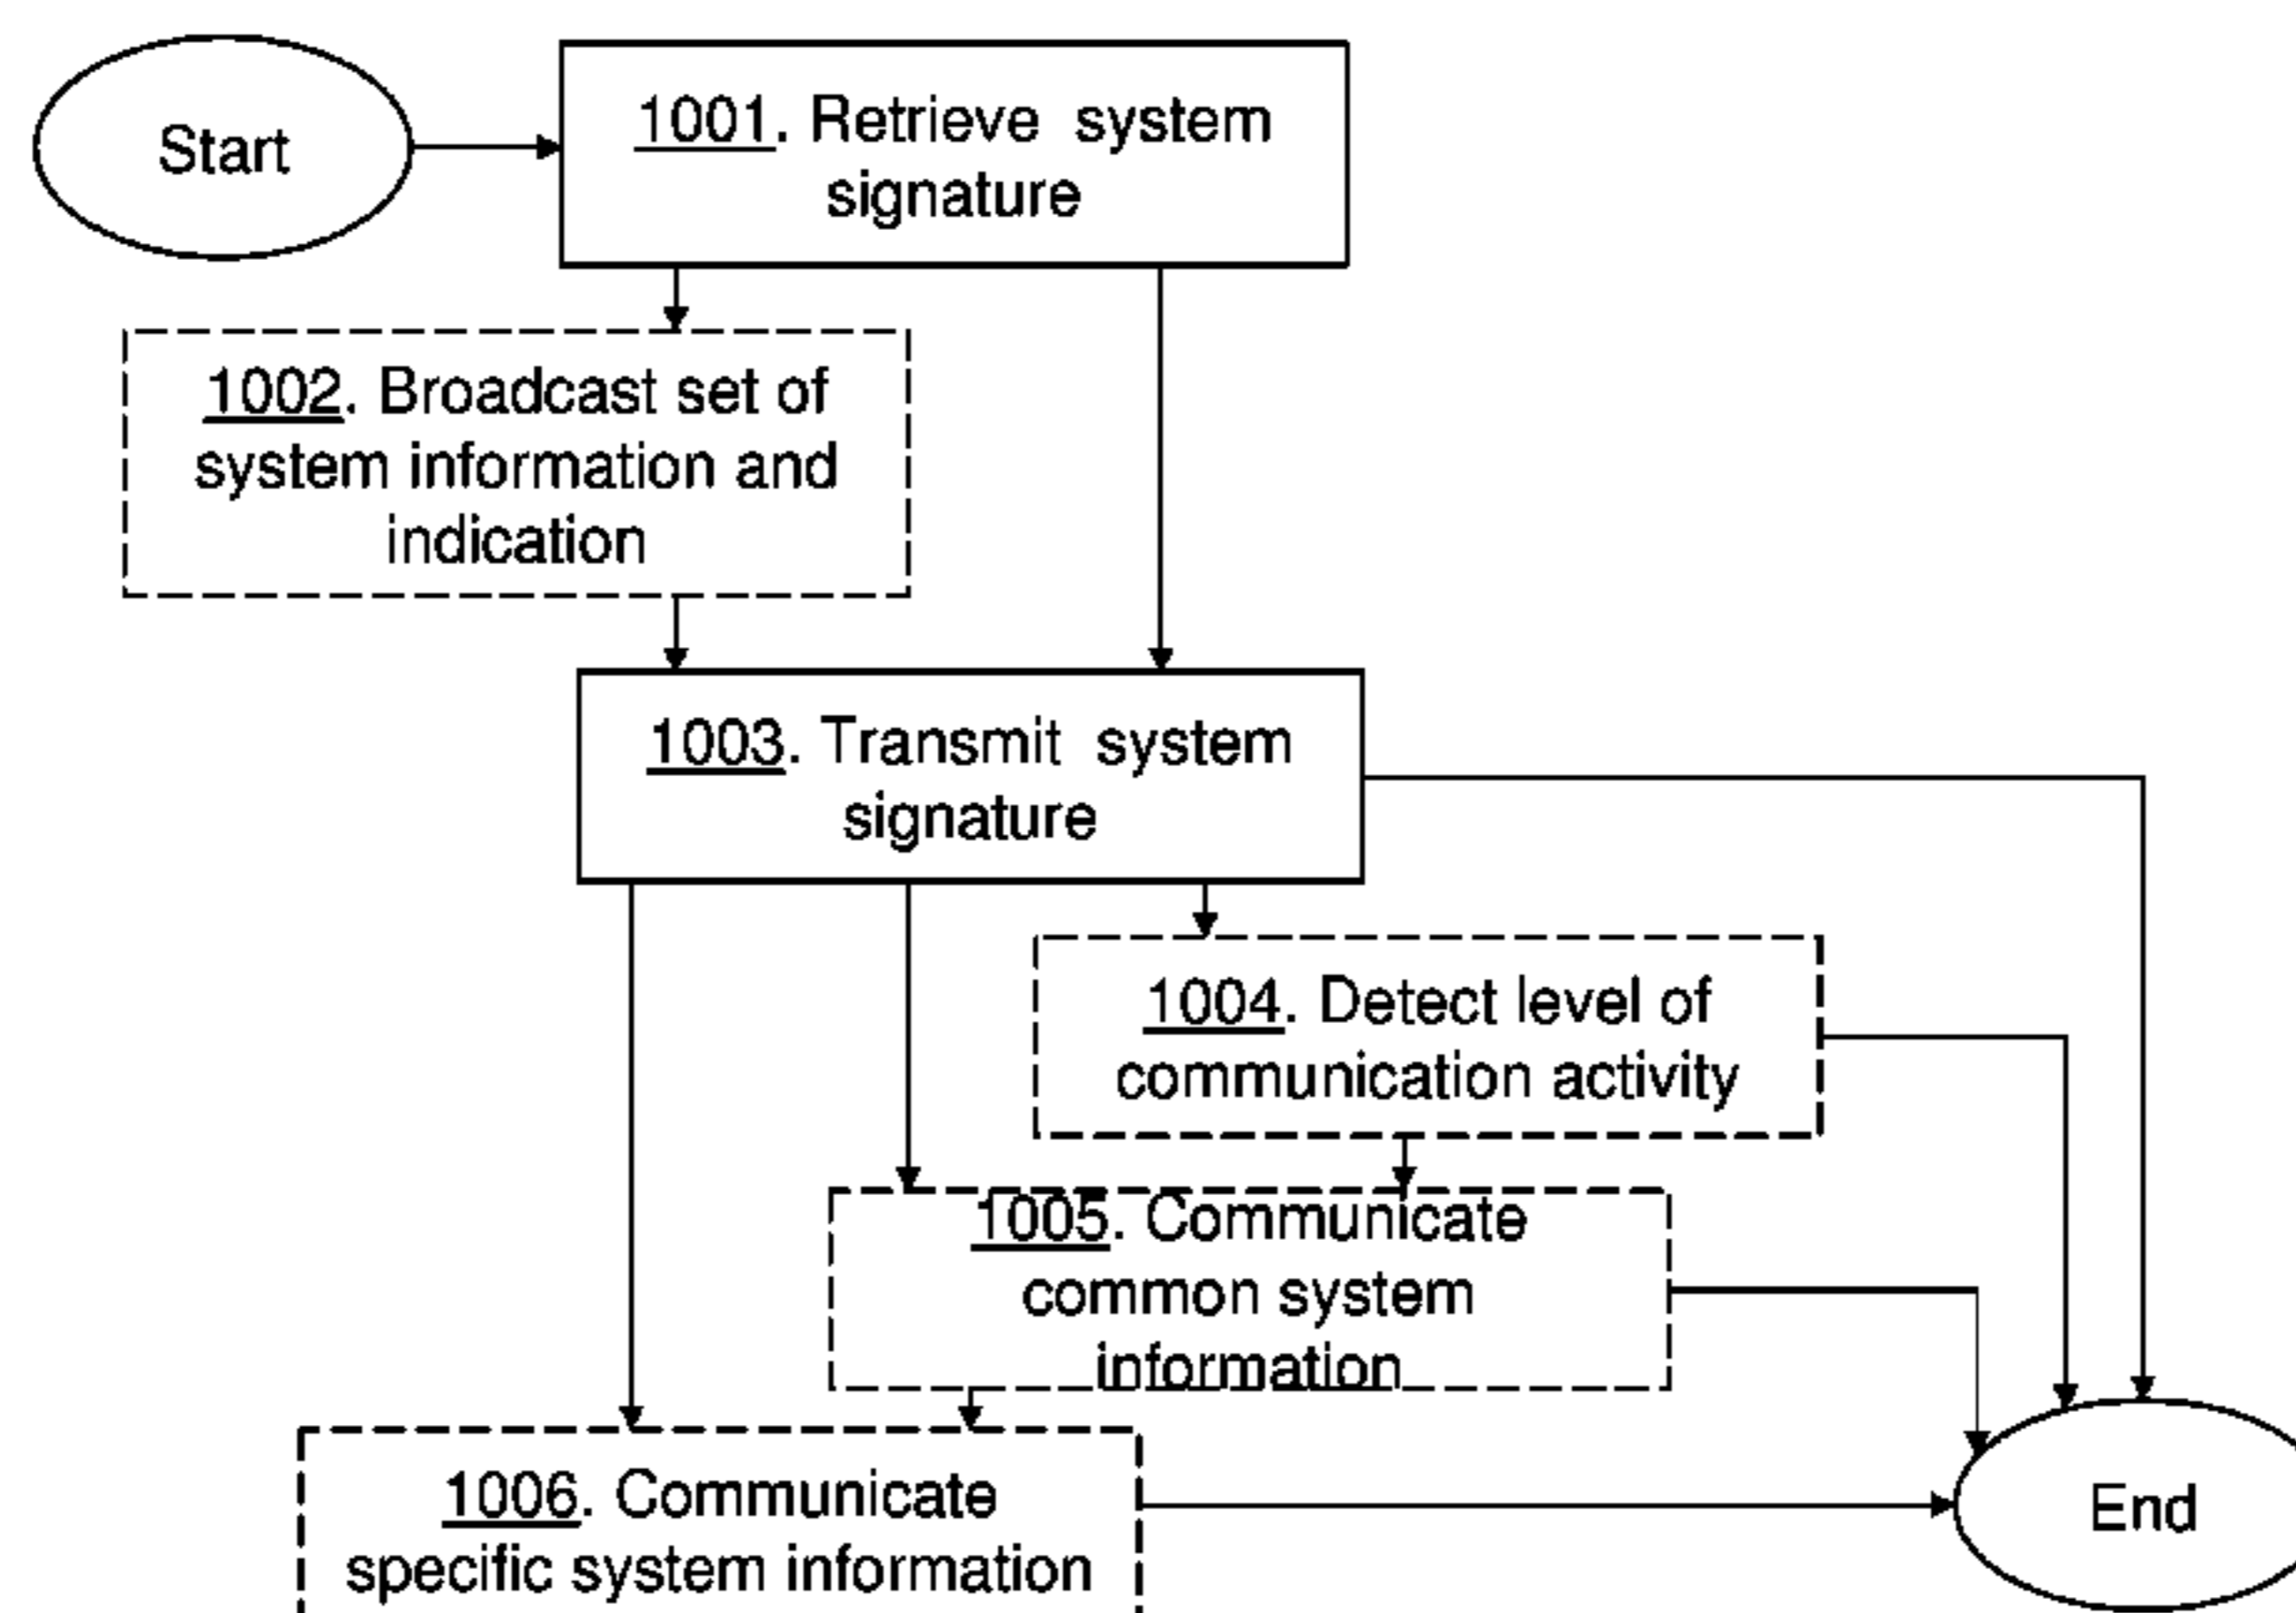 Start
1001. Retrieve system
signature
1002. Broadcast set of
system information and
indication
1003. Transmit system
signature
1004. Detect level of
communication activity
1005. Communicate
common system
information
1006. Communicate
specific system information
End